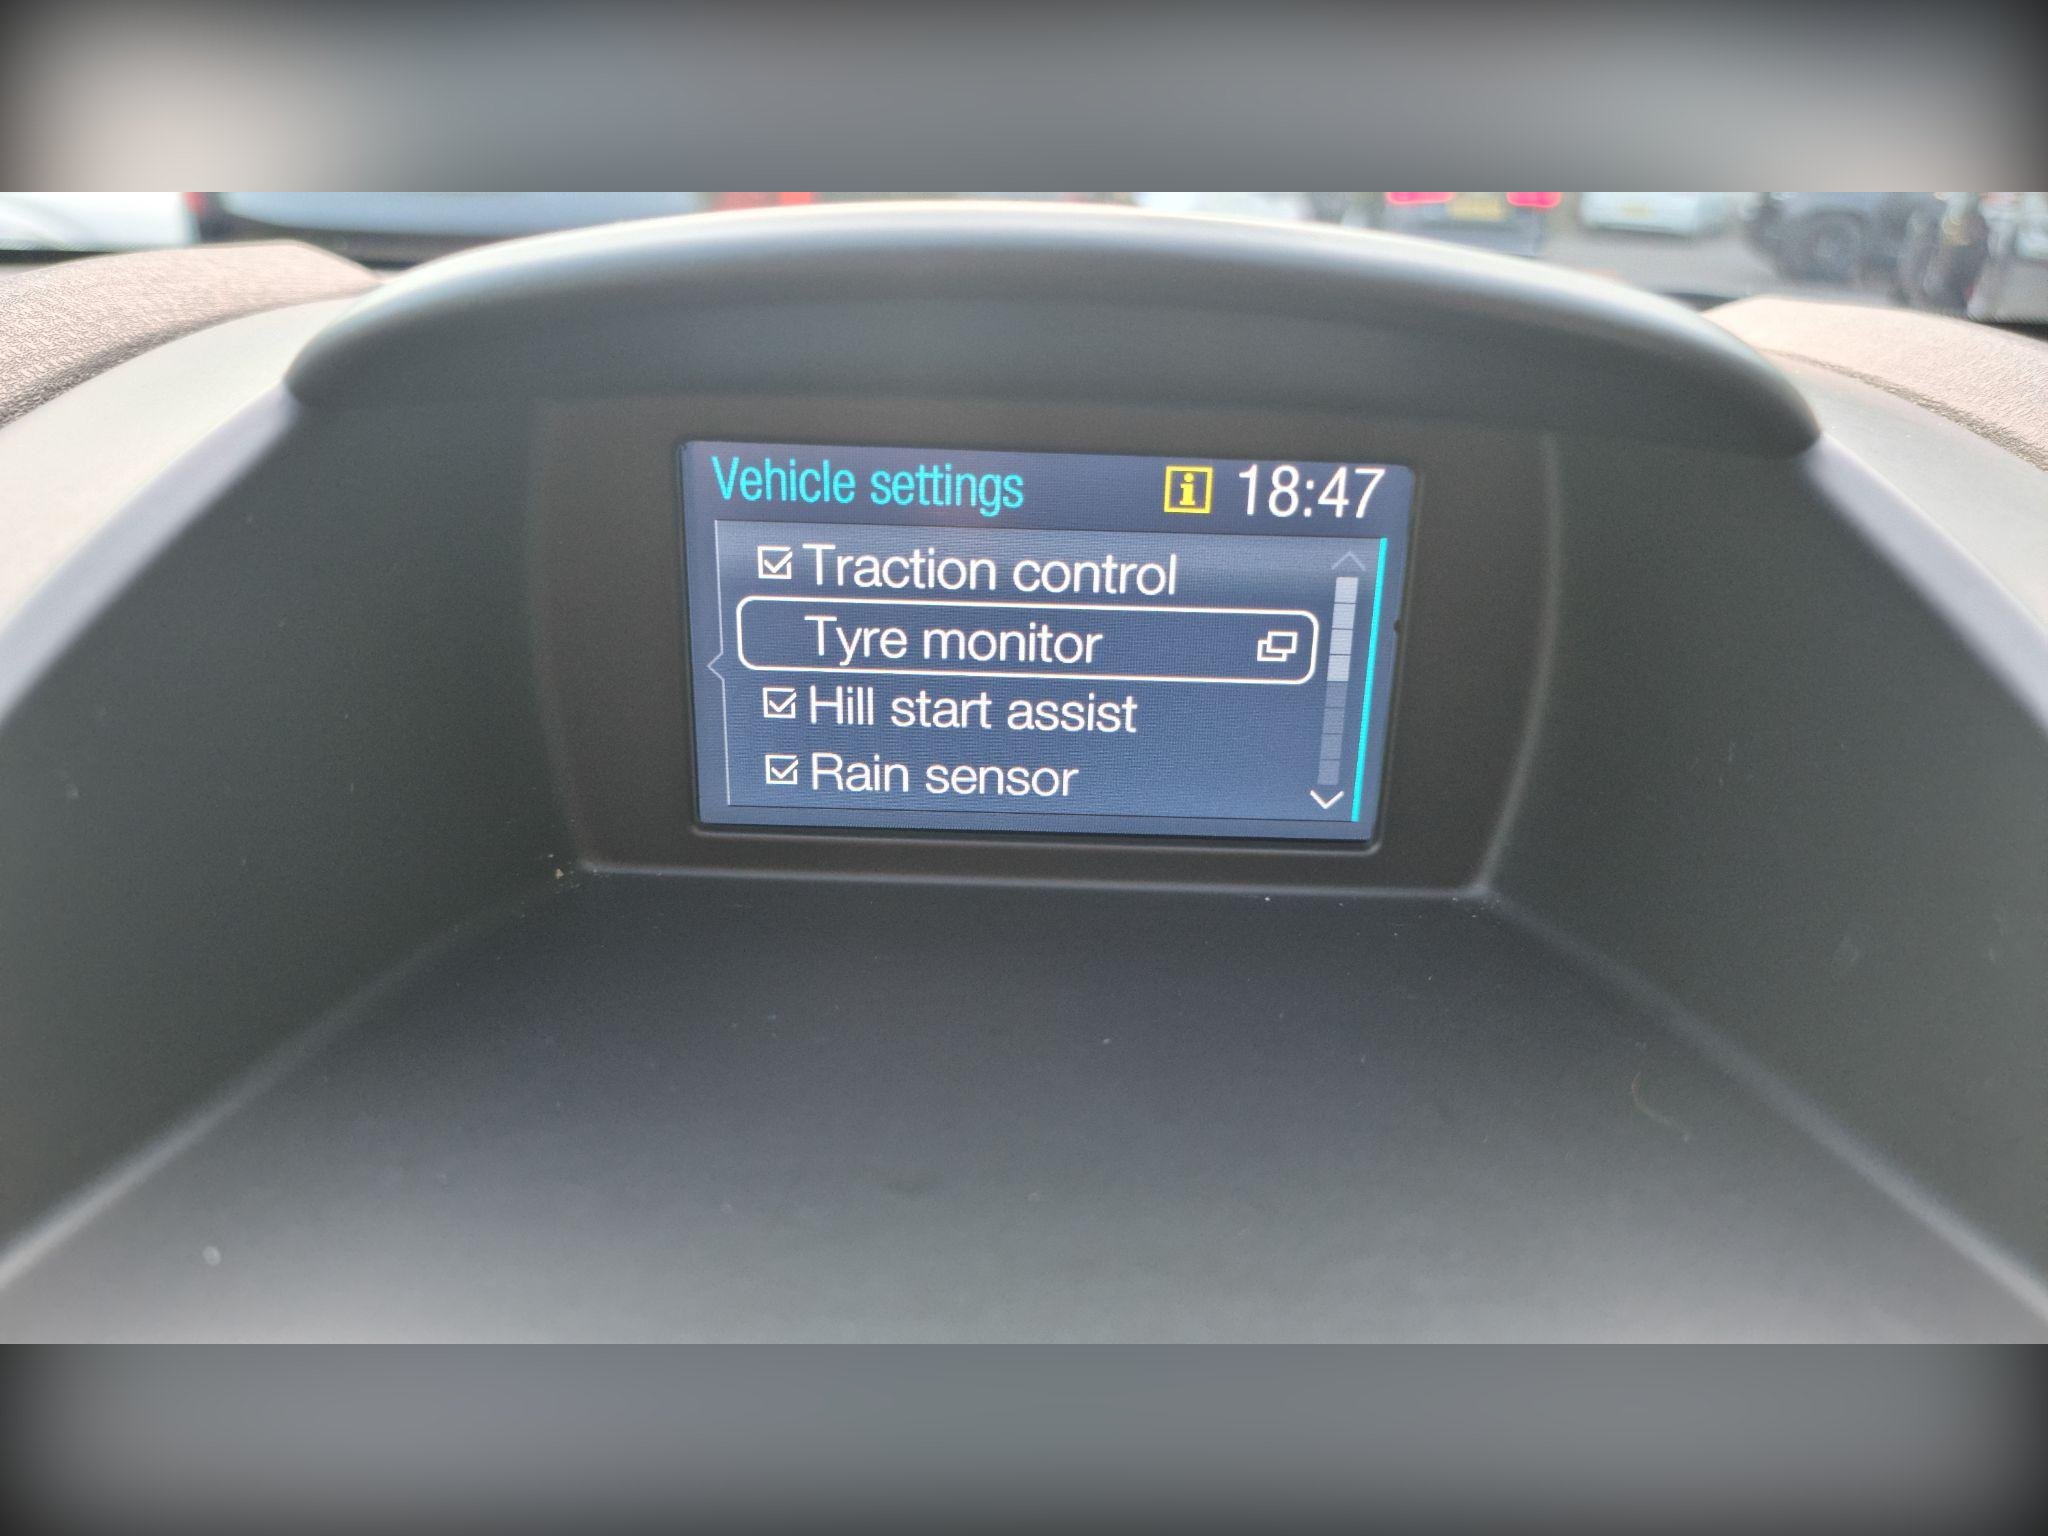 Vehicle settings i 18:47
Traction control
Tyre monitor
Hill start assist
Rain sensor